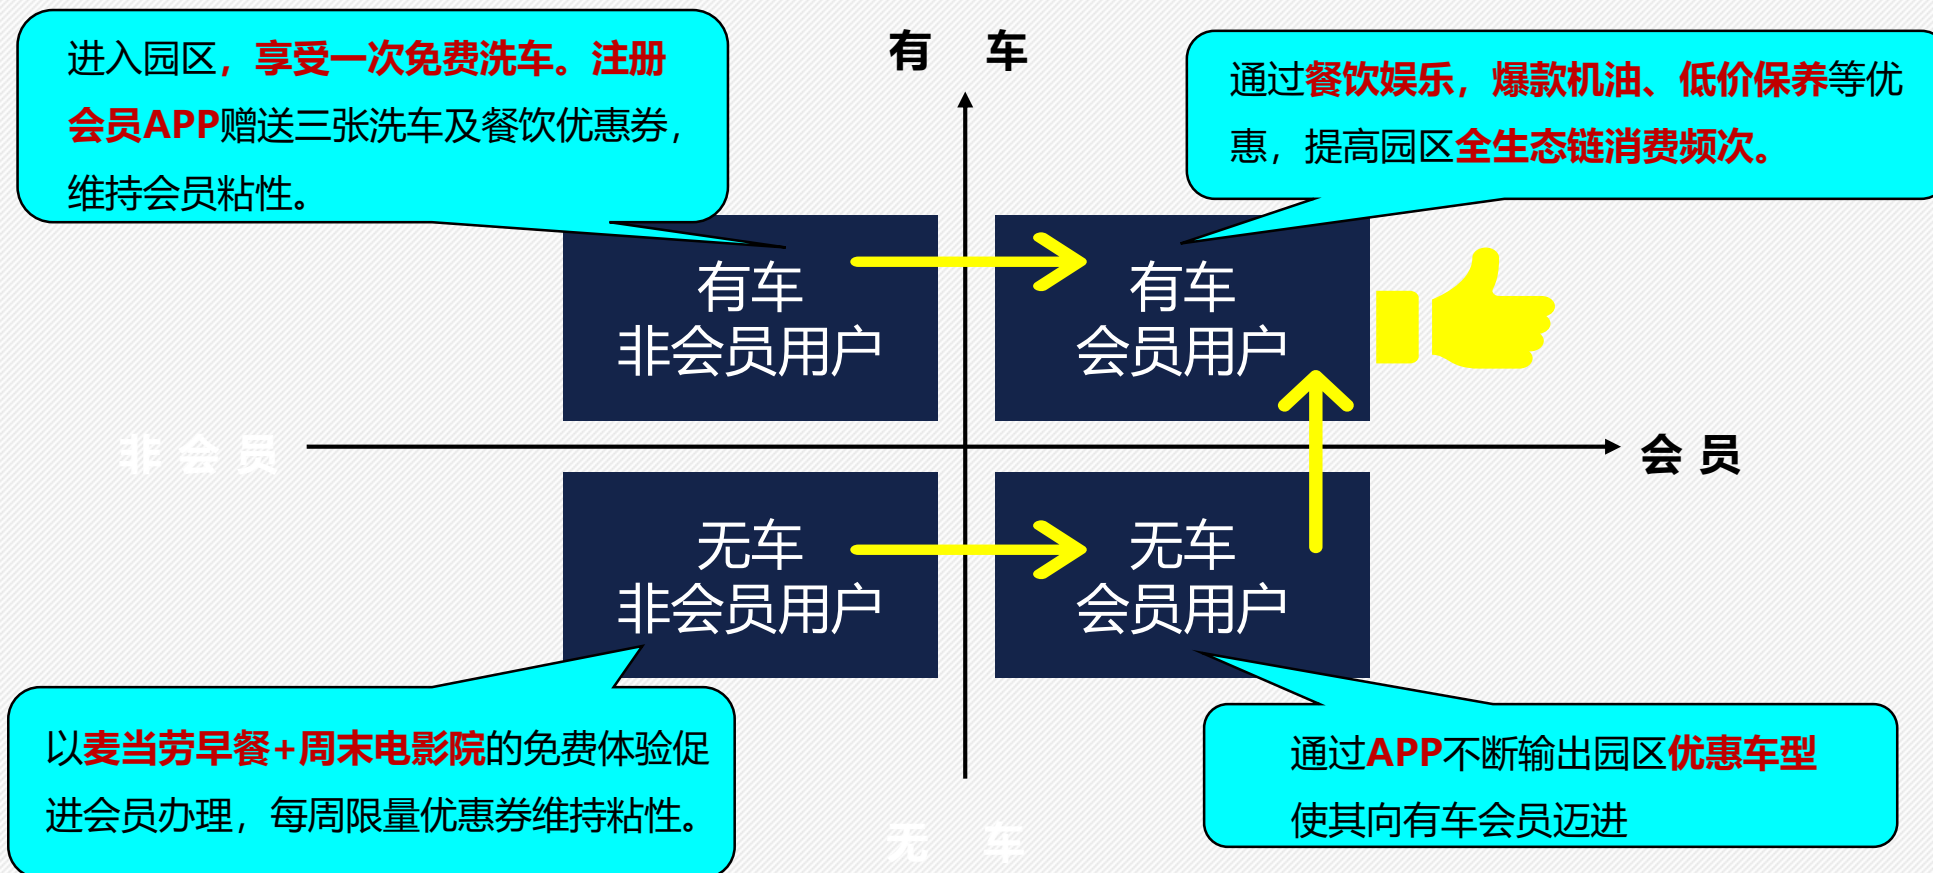 有 车
进入园区，享受一次免费洗车。注册
会员APP赠送三张洗车及餐饮优惠券，
维持会员粘性。
通过餐饮娱乐，爆款机油、低价保养等优
惠，提高园区全生态链消费频次。
有车
非会员用户
有车
会员用户
非 会 员
会 员
无车
非会员用户
无车
会员用户
以麦当劳早餐+周末电影院的免费体验促
进会员办理，每周限量优惠券维持粘性。
通过APP不断输出园区优惠车型
使其向有车会员迈进
无 车